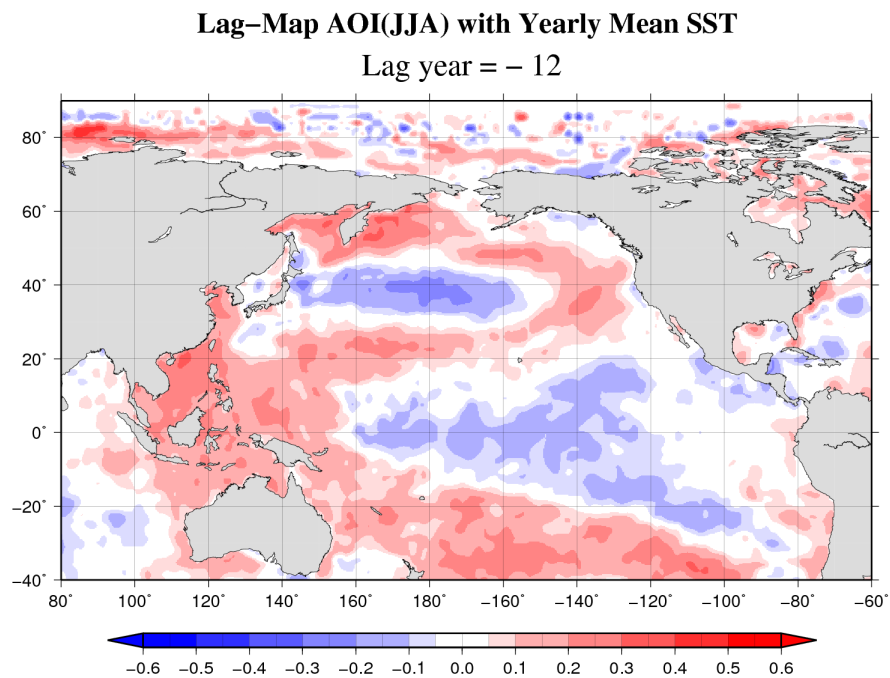 Lag−Map AOI(JJA) with Yearly Mean SST
Lag year = − 12
80˚
60˚
40˚
20˚
0˚
−20˚
−40˚
80 100 120 140 160 180 −160˚ −140˚ −120˚ −100˚ −80˚ −60˚
−0.6 −0.5 −0.4 −0.3 −0.2 −0.1 0.0 0.1 0.2 0.3 0.4 0.5 0.6